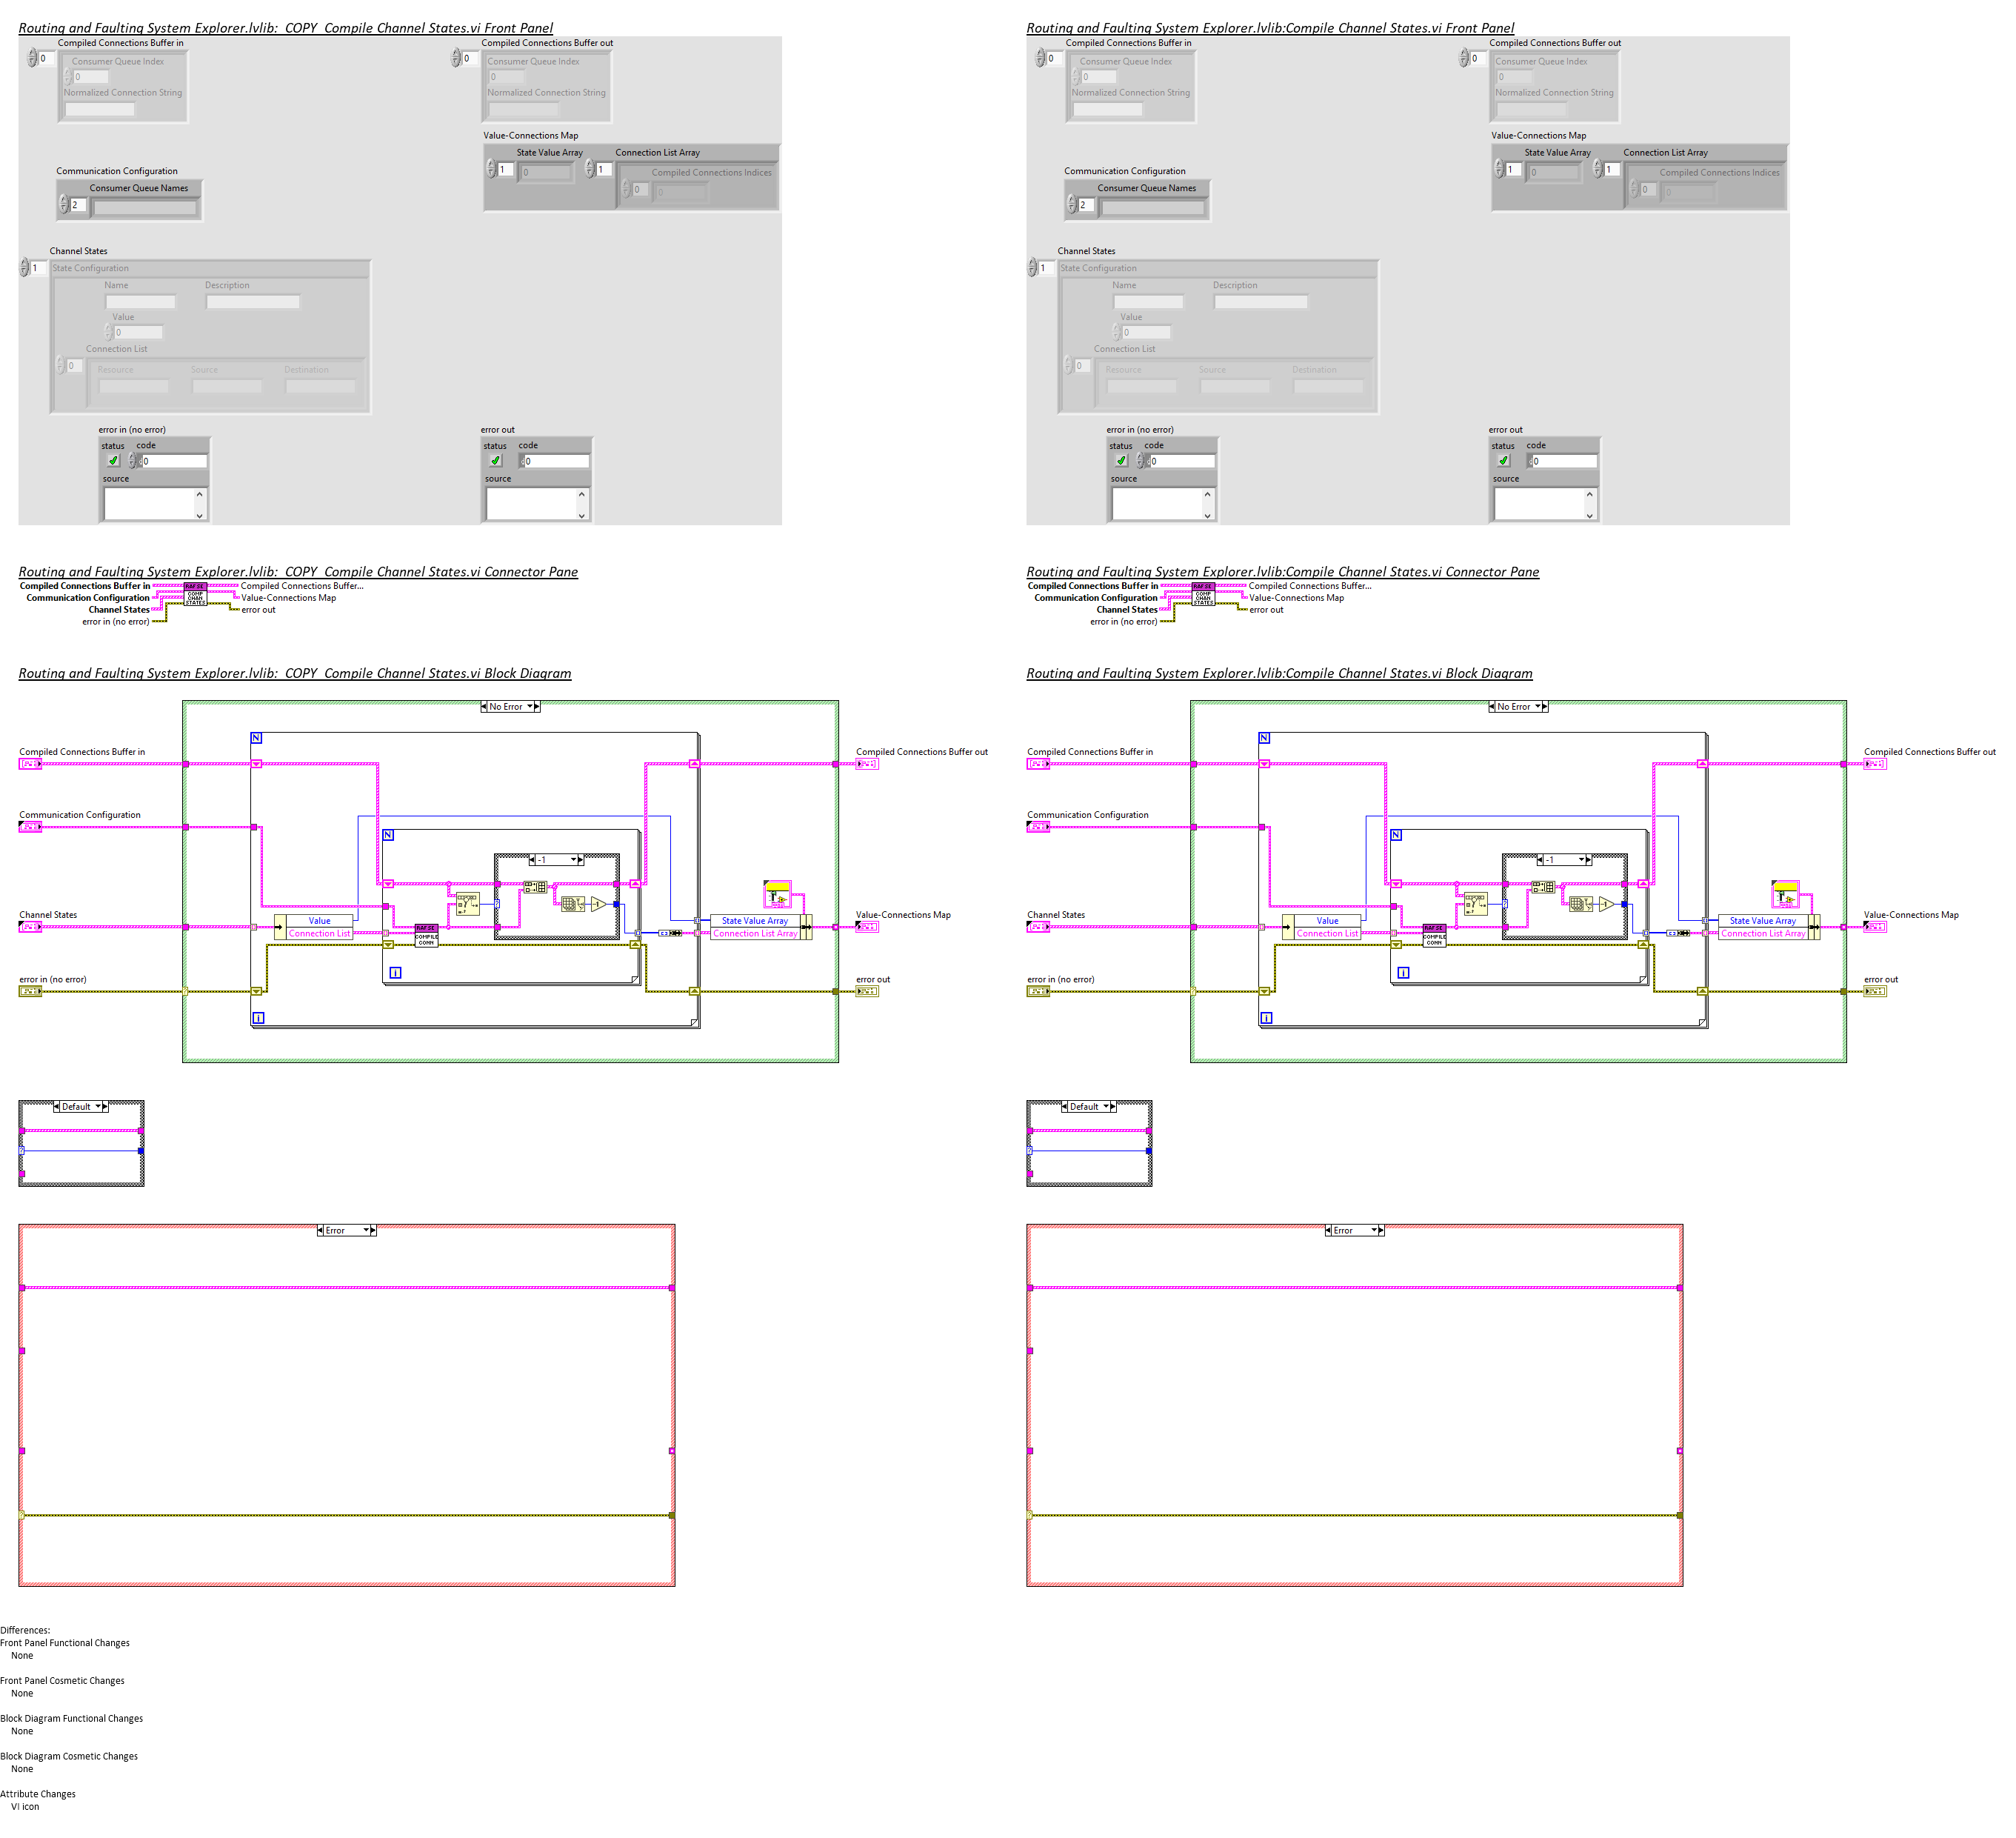 Routing and Faulting System Explorer.lvlib:_COPY_Compile Channel States.vi Front Panel
Compiled Connections Buffer in
0
Consumer Queue Index
0
Normalized Connection String
Compiled Connections Buffer out
0
Consumer Queue Index
0
Normalized Connection String
Value-Connections Map
State Value Array
Connection List Array
1
0
1
Compiled Connections Indices
0
0
Communication Configuration
Consumer Queue Names
2
Channel States
1
State Configuration
Name
Description
Value
0
Connection List
0
Resource
Source
Destination
error in (no error)
status
code
0
source
error out
status
code
0
source
Routing and Faulting System Explorer.lvlib:_COPY_Compile Channel States.vi Connector Pane
Compiled Connections Buffer in
Communication Configuration
Channel States
error in (no error)
RAF SE
COMP
CHAN
STATES
Compiled Connections Buffer...
Value-Connections Map
error out
Routing and Faulting System Explorer.lvlib:_COPY_Compile Channel States.vi Block Diagram
No Error
N
Compiled Connections Buffer in
Compiled Connections Buffer out
Communication Configuration
N
-1
Channel States
Value
Connection List
RAF SE
COMPILE
COMM
-1
State Value Array
Connection List Array
Value-Connections Map
i
error in (no error)
error out
i
Default
Error
Routing and Faulting System Explorer.lvlib:Compile Channel States.vi Front Panel
Compiled Connections Buffer in
0
Consumer Queue Index
0
Normalized Connection String
Compiled Connections Buffer out
0
Consumer Queue Index
0
Normalized Connection String
Value-Connections Map
State Value Array
Connection List Array
1
0
1
Compiled Connections Indices
0
0
Communication Configuration
Consumer Queue Names
2
Channel States
1
State Configuration
Name
Description
Value
0
Connection List
0
Resource
Source
Destination
error in (no error)
status
code
0
source
error out
status
code
0
source
Routing and Faulting System Explorer.lvlib:Compile Channel States.vi Connector Pane
Compiled Connections Buffer in
Communication Configuration
Channel States
error in (no error)
RAF SE
COMP
CHAN
STATES
Compiled Connections Buffer...
Value-Connections Map
error out
Routing and Faulting System Explorer.lvlib:Compile Channel States.vi Block Diagram
No Error
N
Compiled Connections Buffer in
Compiled Connections Buffer out
Communication Configuration
N
-1
Channel States
Value
Connection List
RAF SE
COMPILE
COMM
-1
State Value Array
Connection List Array
Value-Connections Map
i
error in (no error)
error out
i
Default
Error
Differences:
Front Panel Functional Changes
None
Front Panel Cosmetic Changes
None
Block Diagram Functional Changes
None
Block Diagram Cosmetic Changes
None
Attribute Changes
VI icon